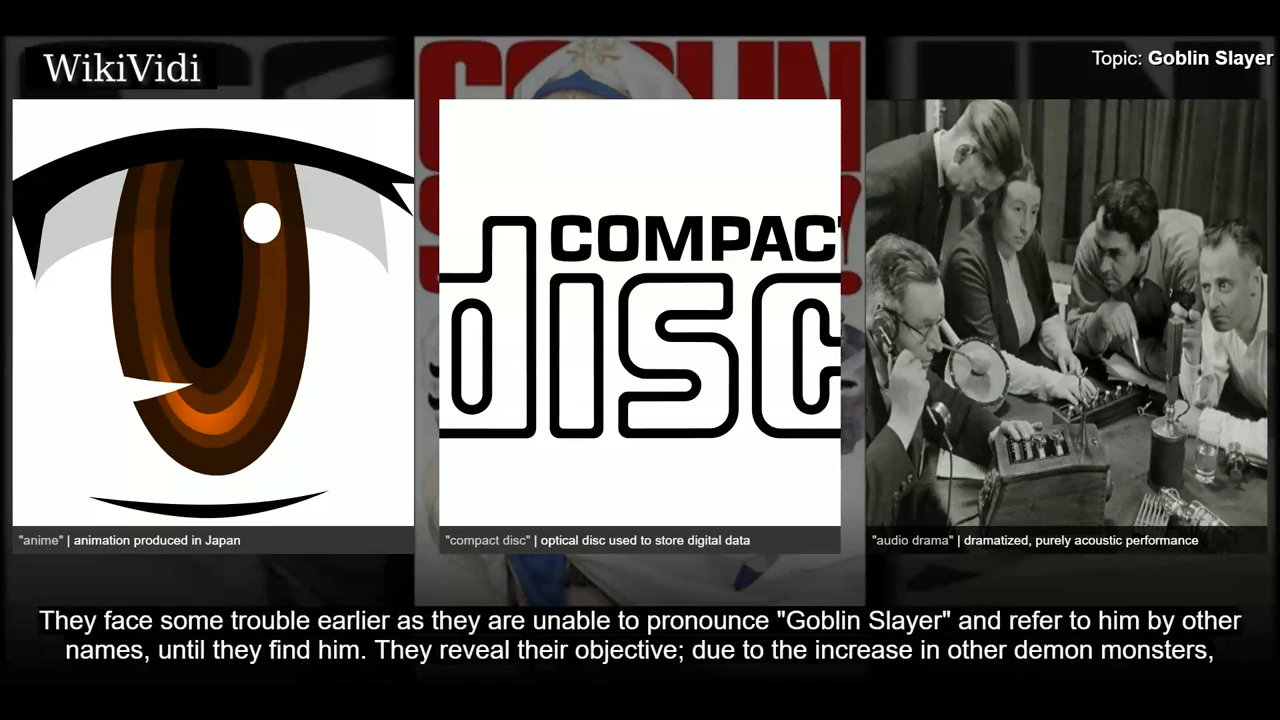 WikiVidi
Topic: Goblin Slayer
COMPAC
disc
"anime" | animation produced in Japan
"compact disc" | optical disc used to store digital data
"audio drama" | dramatized, purely acoustic performance
They face some trouble earlier as they are unable to pronounce "Goblin Slayer" and refer to him by other
names, until they find him. They reveal their objective; due to the increase in other demon monsters,